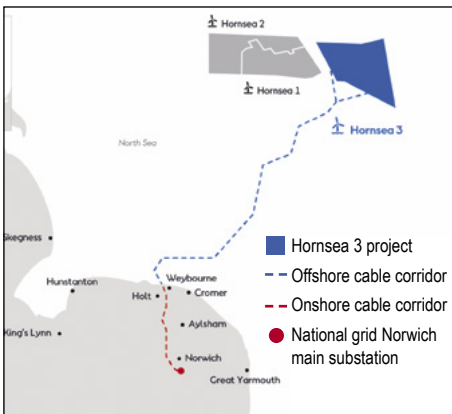 Hornsea 2
Hornsea 1
Hornsea 3
North Sea
Skegness
Hunstanton
Weybourne
Holt
Cromer
King's Lynn
Aylsham
Norwich
Great Yarmouth
Hornsea 3 project
Offshore cable corridor
Onshore cable corridor
National grid Norwich
main substation